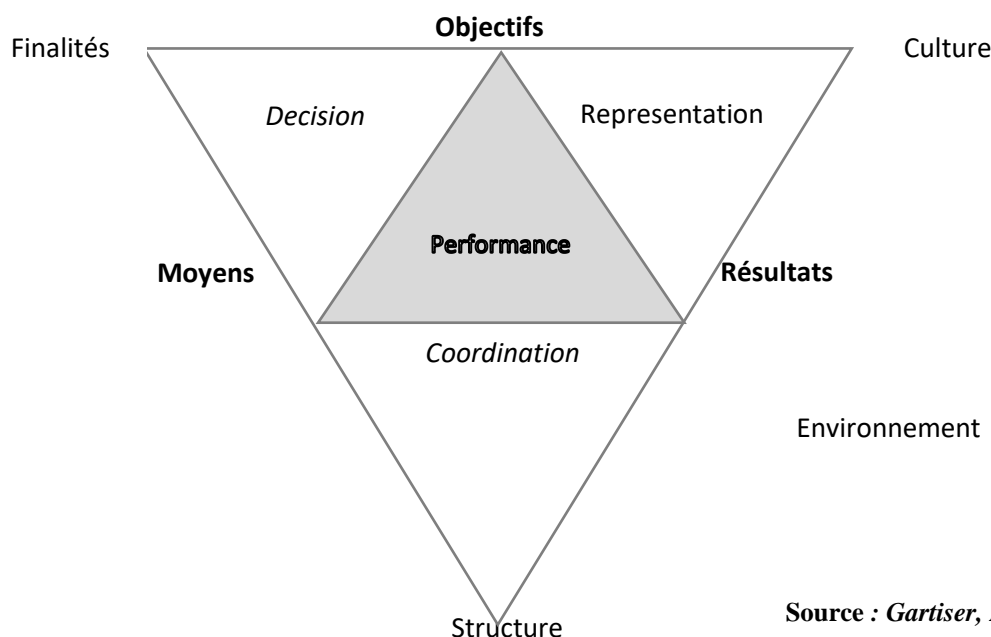 Objectifs
Finalités
Culture
Decision
Representation
Performance
Moyens
Résultats
Coordination
Environnement
Structure
Source : Gartiser,